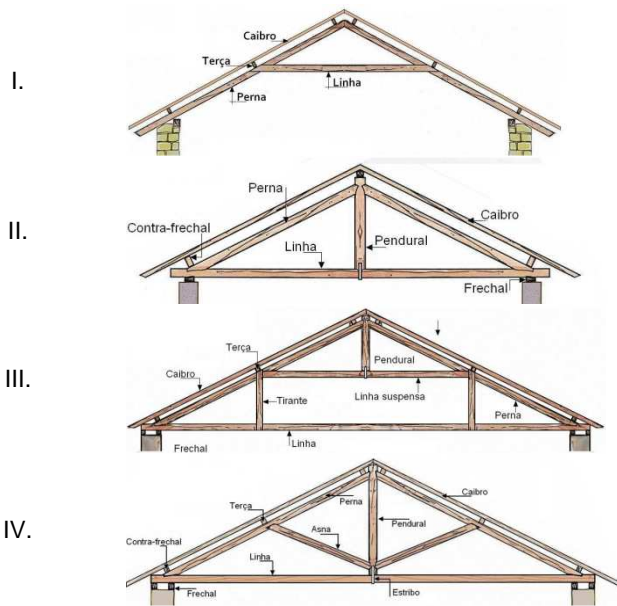 I.
Caibro
Terça
Linha
Perna
II.
Perna
Contra-frechal
Caibro
Linha
Pendural
Frechal
III.
Terça
Pendural
Caibro
Linha suspensa
Tirante
Perna
Frechal
Linha
IV.
Caibro
Perna
Terça
Pendural
Asna
Contra-frechal
Linha
Frechal
Estribo